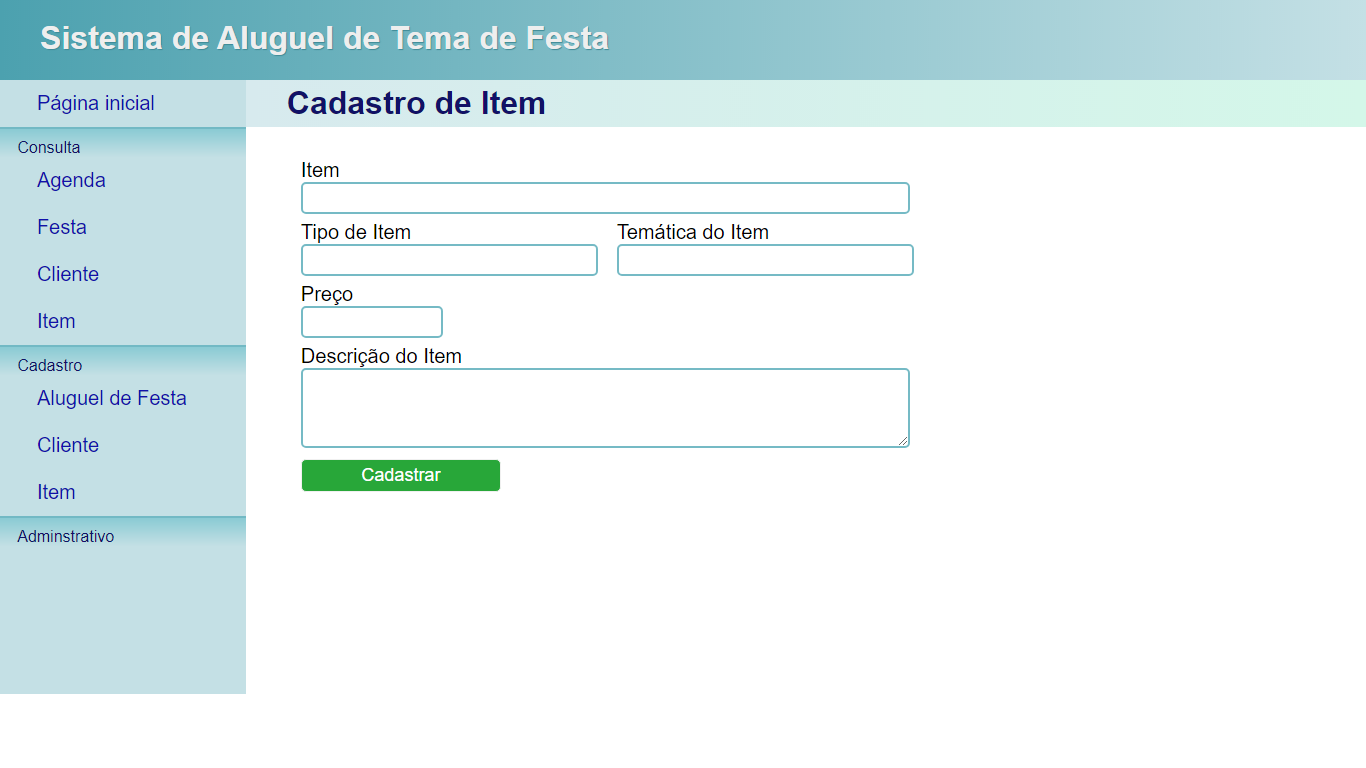 Sistema de Aluguel de Tema de Festa
Página inicial
Consulta
Agenda
Festa
Cliente
Item
Cadastro
Aluguel de Festa
Cliente
Item
Adminstrativo
Cadastro de Item
Item
Tipo de Item
Temática do Item
Preço
Descrição do Item
Cadastrar